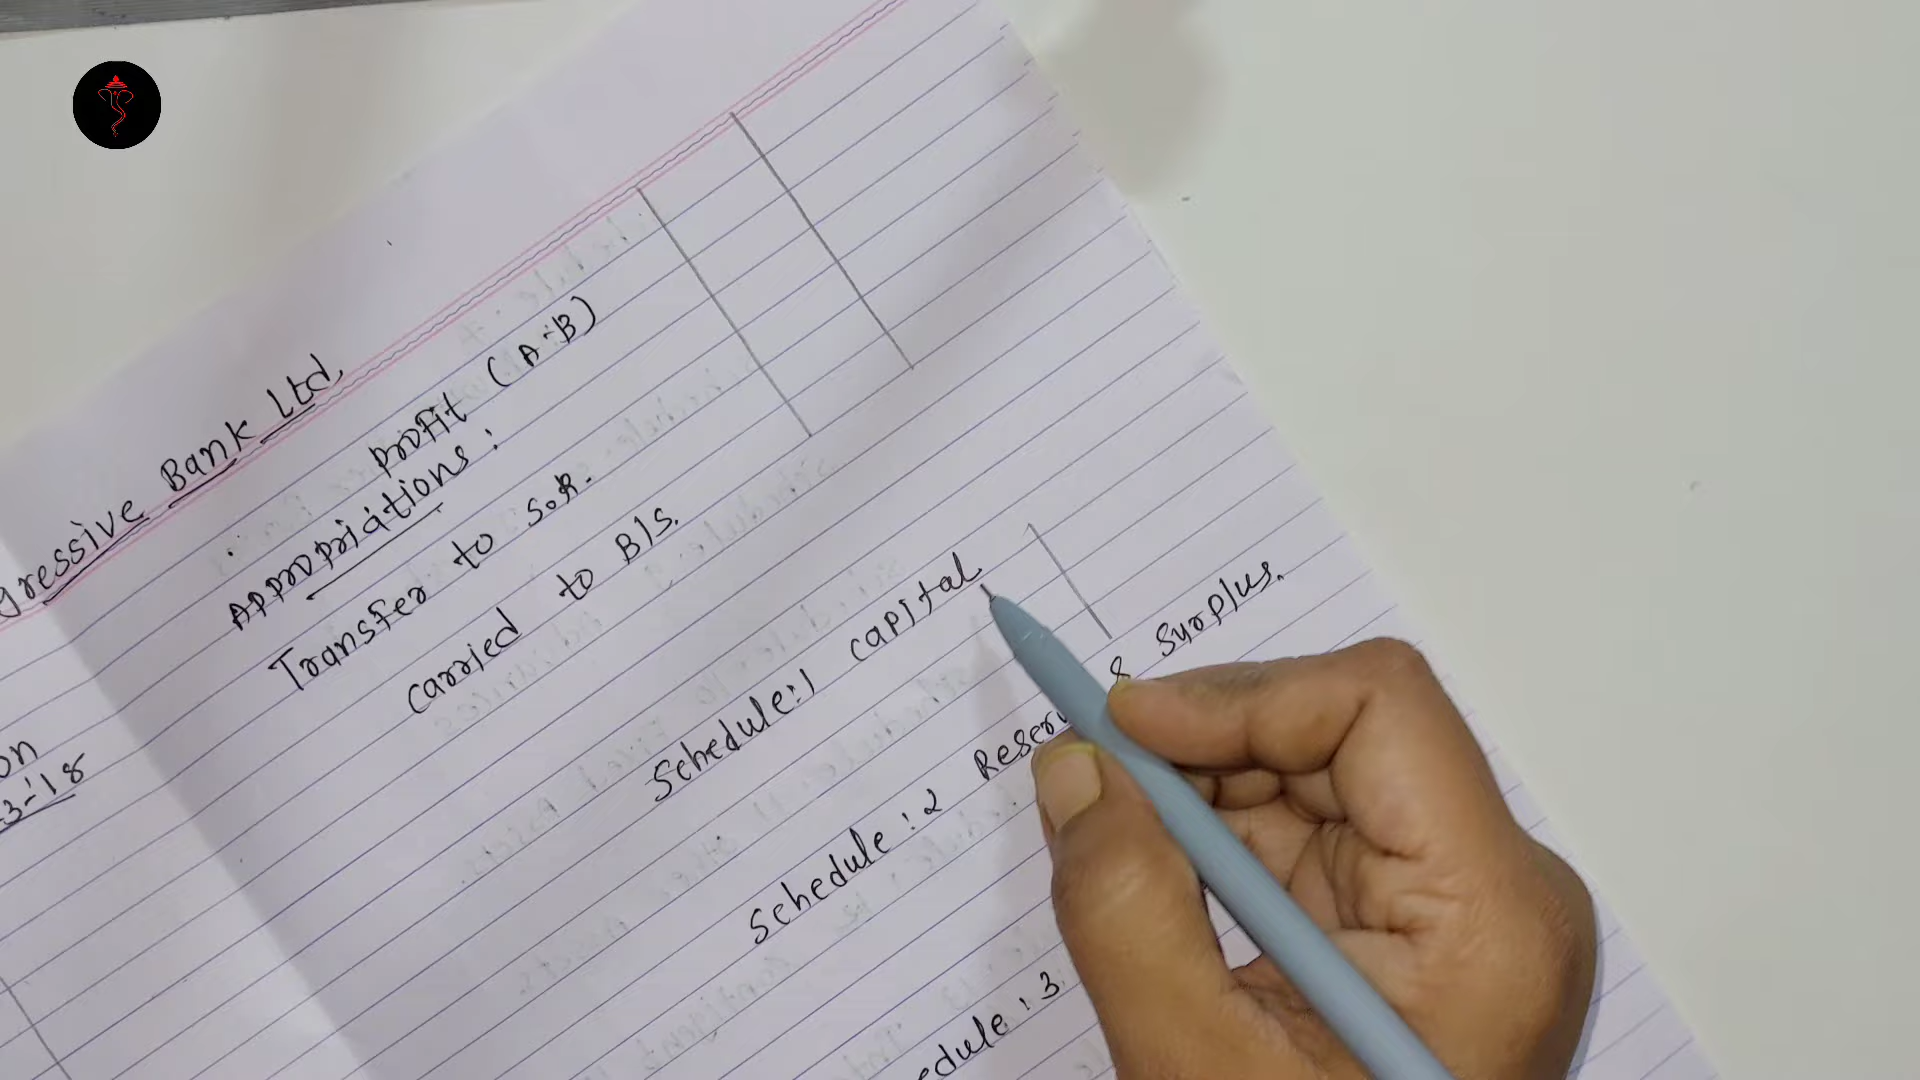 gressive Bank Ltd.
∴ Profit (A-B)
Appropriations:
Transfer to S.R.
Carried to B/S.
on
3-18
Schedule:1 Capital
Schedule:2 & Surplus.
edule:3